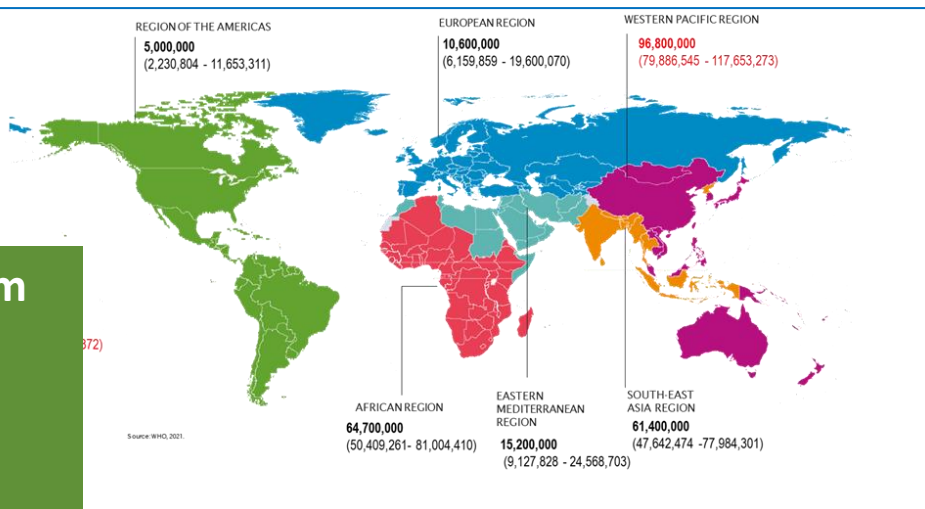 REGION OF THE AMERICAS
5,000,000
(2,230,804 - 11,653,311)
EUROPEAN REGION
10,600,000
(6,159,859 - 19,600,070)
WESTERN PACIFIC REGION
96,800,000
(79,886,545 - 117,653,273)
m
372)
AFRICAN REGION
64,700,000
(50,409,261- 81,004,410)
EASTERN
MEDITERRANEAN
REGION
15,200,000
(9,127,828 - 24,568,703)
SOUTH-EAST
ASIA REGION
61,400,000
(47,642,474 -77,984,301)
Source: WHO, 2021.